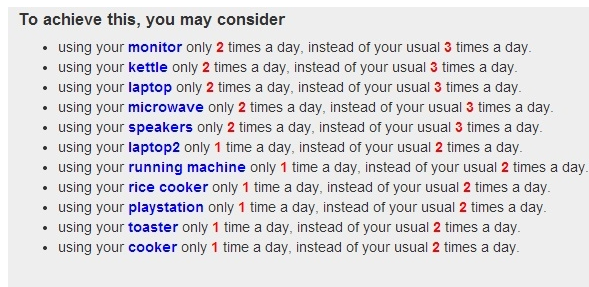 To achieve this, you may consider
• using your monitor only 2 times a day, instead of your usual 3 times a day.
• using your kettle only 2 times a day, instead of your usual 3 times a day.
• using your laptop only 2 times a day, instead of your usual 3 times a day.
• using your microwave only 2 times a day, instead of your usual 3 times a day.
• using your speakers only 2 times a day, instead of your usual 3 times a day.
• using your laptop2 only 1 time a day, instead of your usual 2 times a day.
• using your running machine only 1 time a day, instead of your usual 2 times a day.
• using your rice cooker only 1 time a day, instead of your usual 2 times a day.
• using your playstation only 1 time a day, instead of your usual 2 times a day.
• using your toaster only 1 time a day, instead of your usual 2 times a day.
• using your cooker only 1 time a day, instead of your usual 2 times a day.